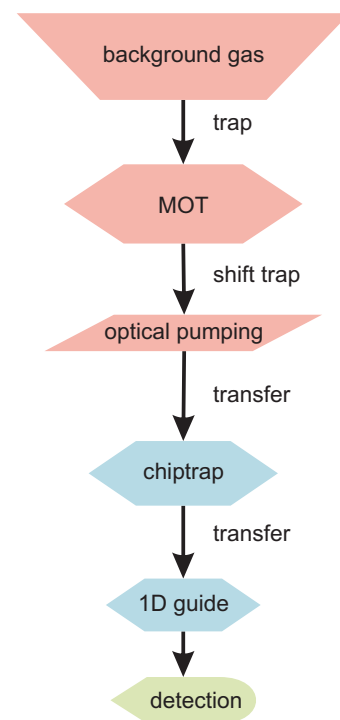 background gas
trap
MOT
shift trap
optical pumping
transfer
chiptrap
transfer
1D guide
detection